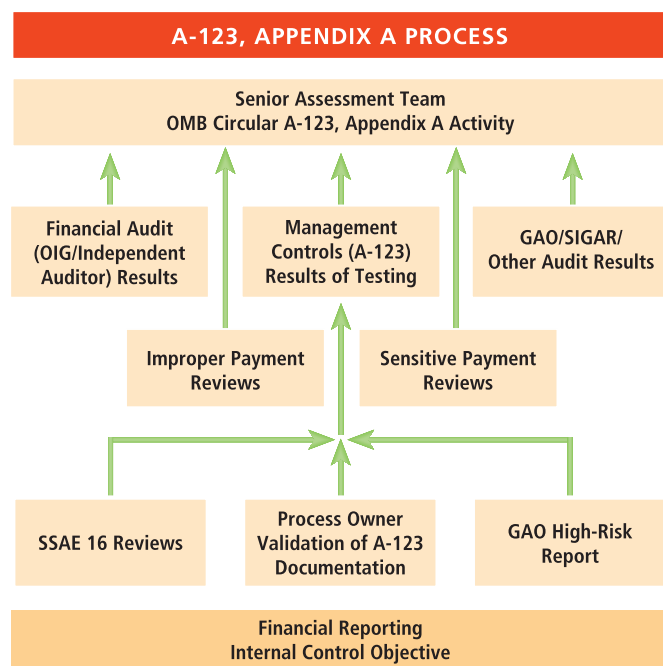 A-123, APPENDIX A PROCESS
Senior Assessment Team
OMB Circular A-123, Appendix A Activity
Financial Audit
(OIG/Independent
Auditor) Results
Management
Controls (A-123)
Results of Testing
GAO/SIGAR/
Other Audit Results
Improper Payment
Reviews
Sensitive Payment
Reviews
SSAE 16 Reviews
Process Owner
Validation of A-123
Documentation
GAO High-Risk
Report
Financial Reporting
Internal Control Objective